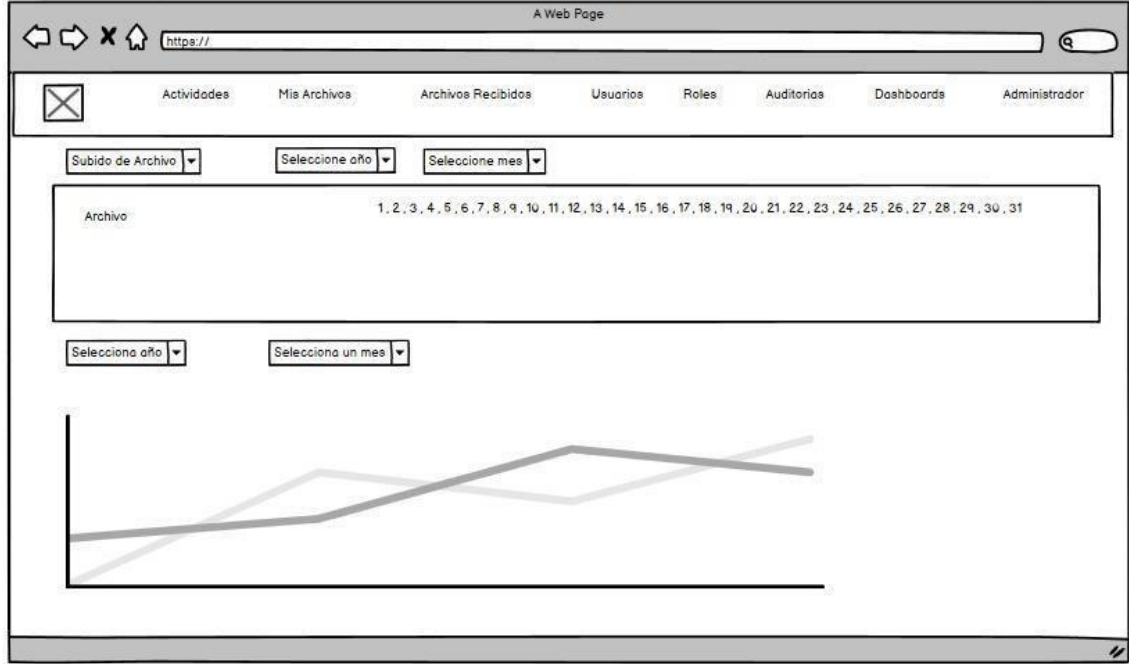 A Web Page
https://
Actividades Mis Archivos Archivos Recibidos Usuarios Roles Auditorias Dashboards Administrador
Subido de Archivo Seleccione año Seleccione mes
Archivo 1, 2, 3, 4, 5, 6, 7, 8, 9, 10, 11, 12, 13, 14, 15, 16, 17, 18, 19, 20, 21, 22, 23, 24, 25, 26, 27, 28, 29, 30, 31
Selecciona año Selecciona un mes